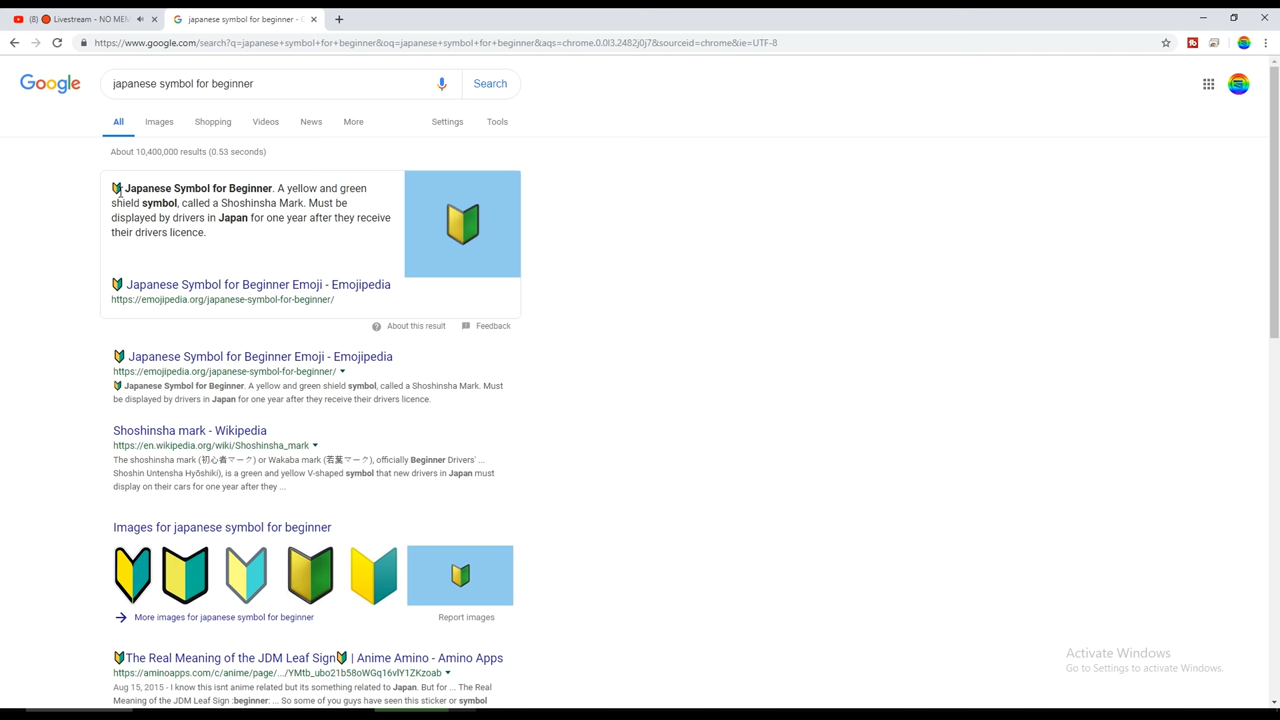 (8) 🔴 Livestream - NO MEM
japanese symbol for beginner - G
https://www.google.com/search?q=japanese+symbol+for+beginner&oq=japanese+symbol+for+beginner&aqs=chrome.0.0l3.2482j0j7&sourceid=chrome&ie=UTF-8
Google
japanese symbol for beginner
Search
All Images Shopping Videos News More Settings Tools
About 10,400,000 results (0.53 seconds)
🔰 Japanese Symbol for Beginner. A yellow and green
shield symbol, called a Shoshinsha Mark. Must be
displayed by drivers in Japan for one year after they receive
their drivers licence.
🔰 Japanese Symbol for Beginner Emoji - Emojipedia
https://emojipedia.org/japanese-symbol-for-beginner/
About this result Feedback
🔰 Japanese Symbol for Beginner Emoji - Emojipedia
https://emojipedia.org/japanese-symbol-for-beginner/
🔰 Japanese Symbol for Beginner. A yellow and green shield symbol, called a Shoshinsha Mark. Must
be displayed by drivers in Japan for one year after they receive their drivers licence.
Shoshinsha mark - Wikipedia
https://en.wikipedia.org/wiki/Shoshinsha_mark
The shoshinsha mark (初心者マーク) or Wakaba mark (若葉マーク), officially Beginner Drivers' ...
Shoshin Untensha Hyōshiki), is a green and yellow V-shaped symbol that new drivers in Japan must
display on their cars for one year after they ...
Images for japanese symbol for beginner
More images for japanese symbol for beginner
Report images
🔰The Real Meaning of the JDM Leaf Sign🔰 | Anime Amino - Amino Apps
https://aminoapps.com/c/anime/page/.../YMtb_ubo21b58oWGq16vlY1ZKzoab
Aug 15, 2015 - I know this isnt anime related but its something related to Japan. But for ... The Real
Meaning of the JDM Leaf Sign :beginner: ... So some of you guys have seen this sticker or symbol
Activate Windows
Go to Settings to activate Windows.